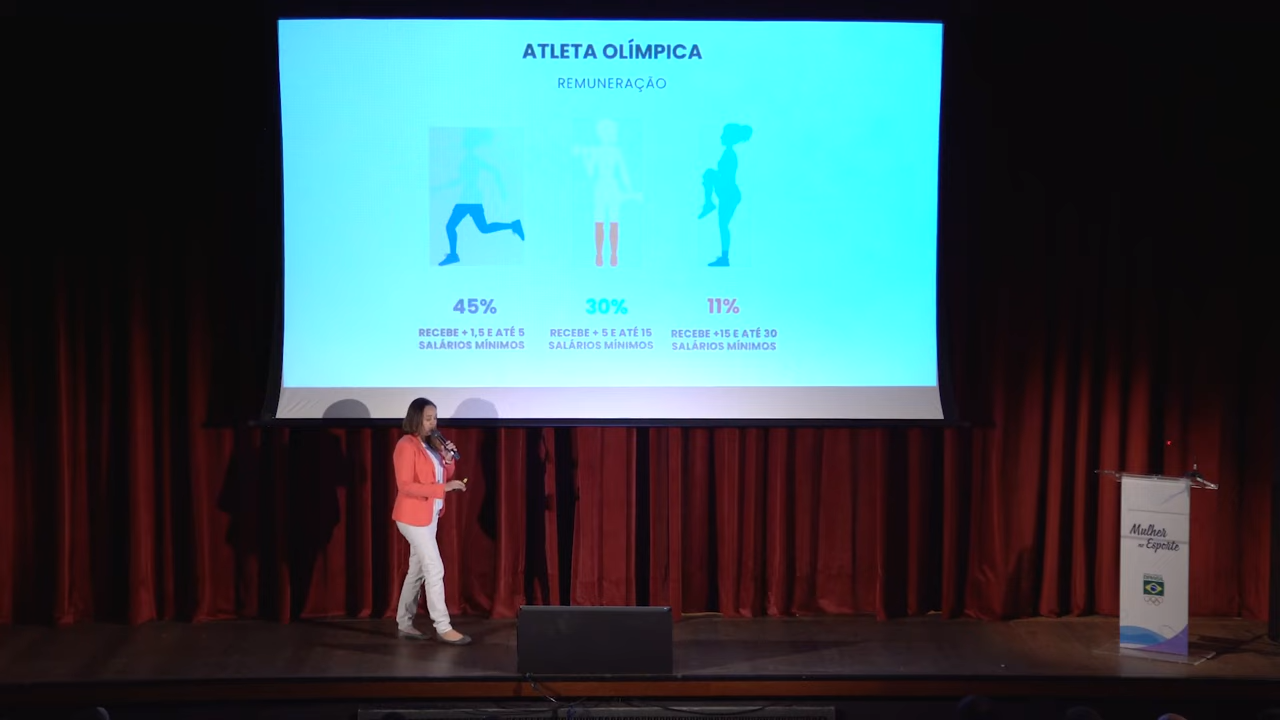 ATLETA OLÍMPICA
REMUNERAÇÃO
45%
RECEBE + 1,5 E ATÉ 5
SALÁRIOS MÍNIMOS
30%
RECEBE + 5 E ATÉ 15
SALÁRIOS MÍNIMOS
11%
RECEBE +15 E ATÉ 30
SALÁRIOS MÍNIMOS
Mulher
no Esporte